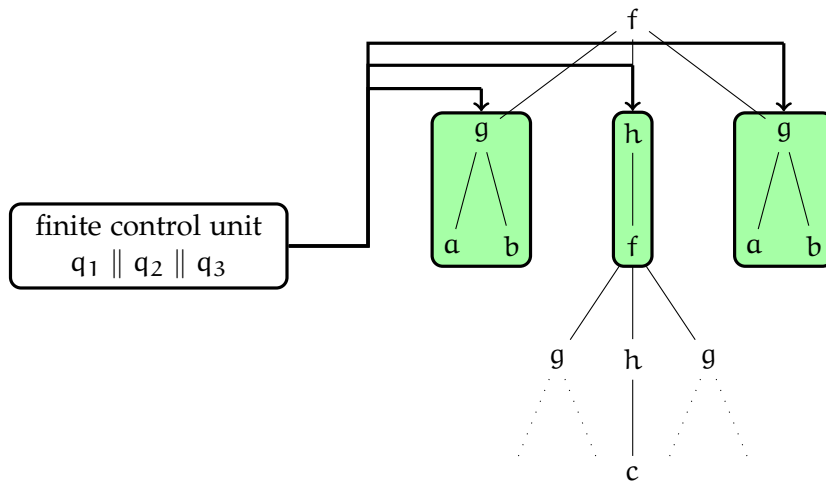 f
g h g
finite control unit
q₁ ∥ q₂ ∥ q₃
a b f a b
g h g
c